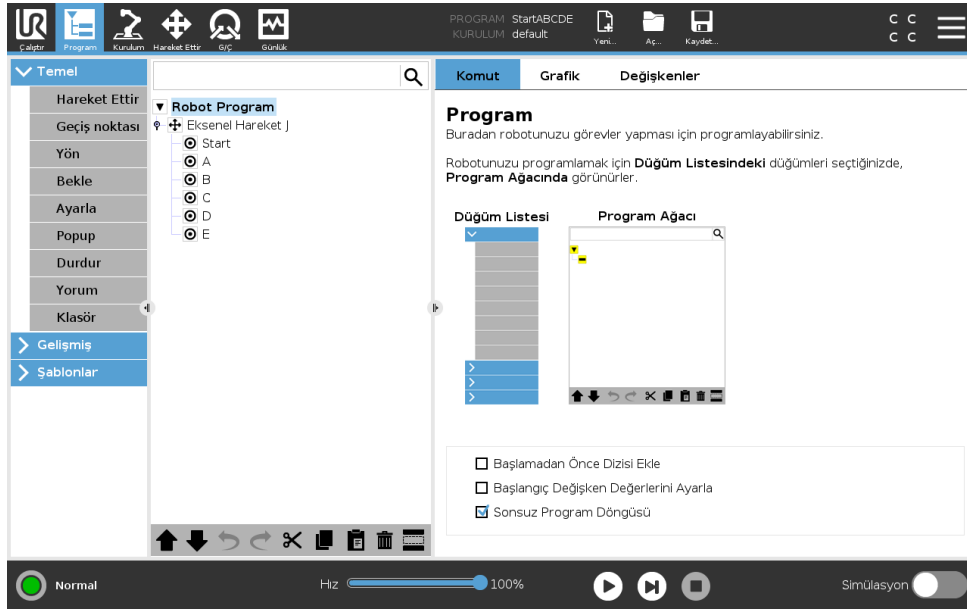 PROGRAM StartABCDE
KURULUM default
C C
C C
Çalıştır
Program
Kurulum
Hareket Ettir
G/Ç
Günlük
Yeni...
Aç...
Kaydet...
Temel
Hareket Ettir
Geçiş noktası
Yön
Bekle
Ayarla
Popup
Durdur
Yorum
Klasör
Gelişmiş
Şablonlar
Robot Program
Eksenel Hareket J
Start
A
B
C
D
E
Komut
Grafik
Değişkenler
Program
Buradan robotunuzu görevler yapması için programlayabilirsiniz.
Robotunuzu programlamak için Düğüm Listesindeki düğümleri seçtiğinizde,
Program Ağacında görünürler.
Düğüm Listesi
Program Ağacı
Başlamadan Önce Dizisi Ekle
Başlangıç Değişken Değerlerini Ayarla
Sonsuz Program Döngüsü
Normal
Hız
100%
Simülasyon